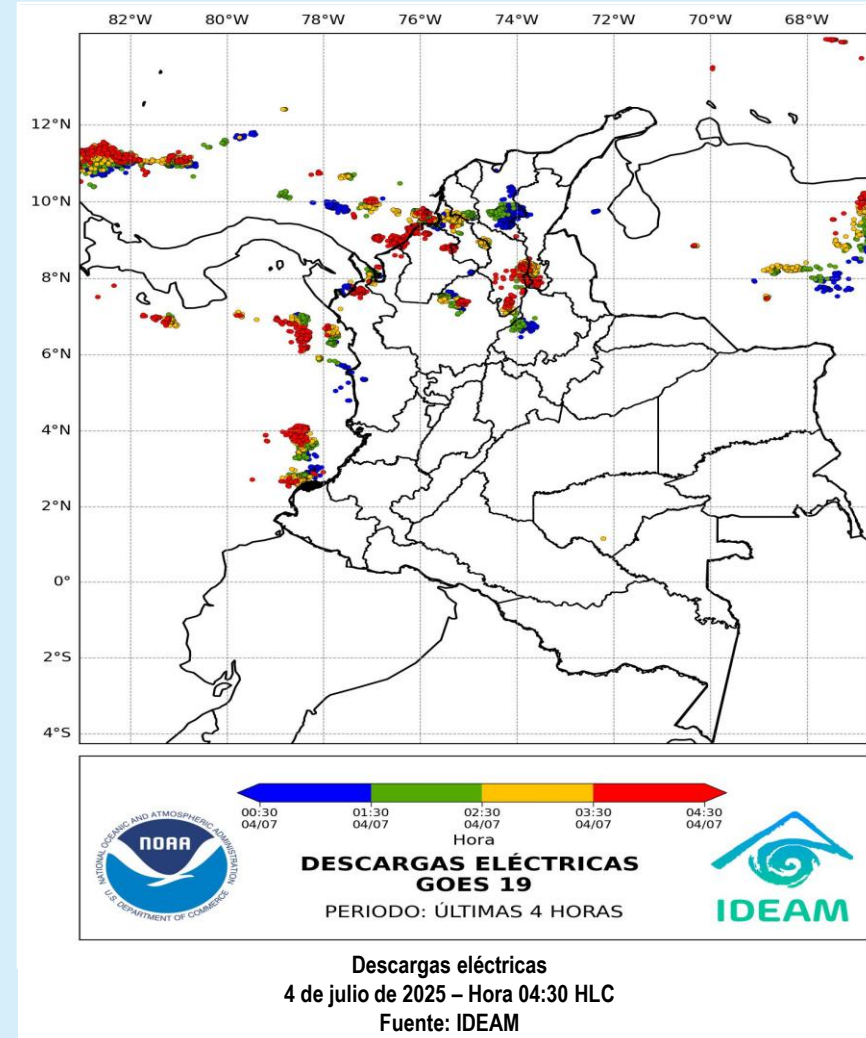 82°W 80°W 78°W 76°W 74°W 72°W 70°W 68°W
12°N
10°N
8°N
6°N
4°N
2°N
0°
2°S
4°S
00:30 01:30 02:30 03:30 04:30
04/07 04/07 04/07 04/07 04/07
Hora
DESCARGAS ELÉCTRICAS
GOES 19
PERIODO: ÚLTIMAS 4 HORAS
NATIONAL OCEANIC AND ATMOSPHERIC ADMINISTRATION
NOAA
U.S. DEPARTMENT OF COMMERCE
IDEAM
Descargas eléctricas
4 de julio de 2025 – Hora 04:30 HLC
Fuente: IDEAM